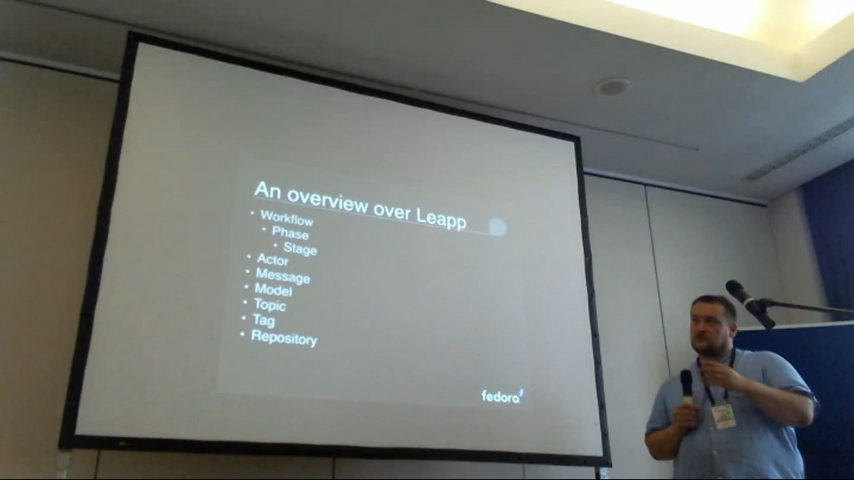 An overview over Leapp
• Workflow
• Phase
• Stage
• Actor
• Message
• Model
• Topic
• Tag
• Repository
fedora